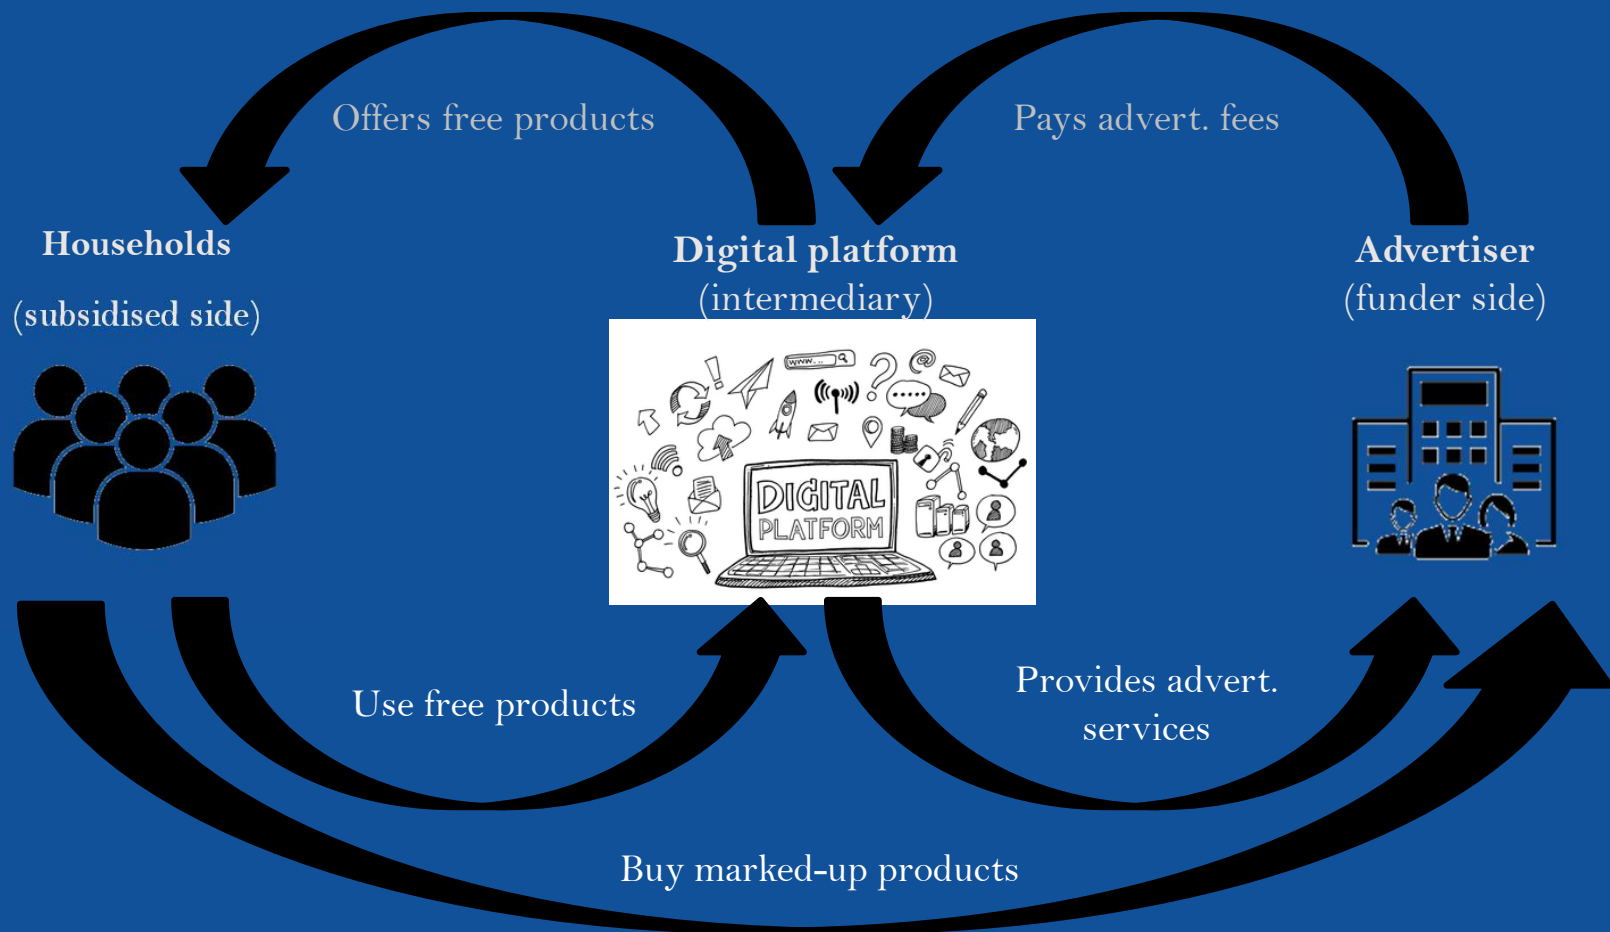 Offers free products
Pays advert. fees
Households
(subsidised side)
Digital platform
(intermediary)
Advertiser
(funder side)
www...
DIGITAL
PLATFORM
Use free products
Provides advert.
services
Buy marked-up products